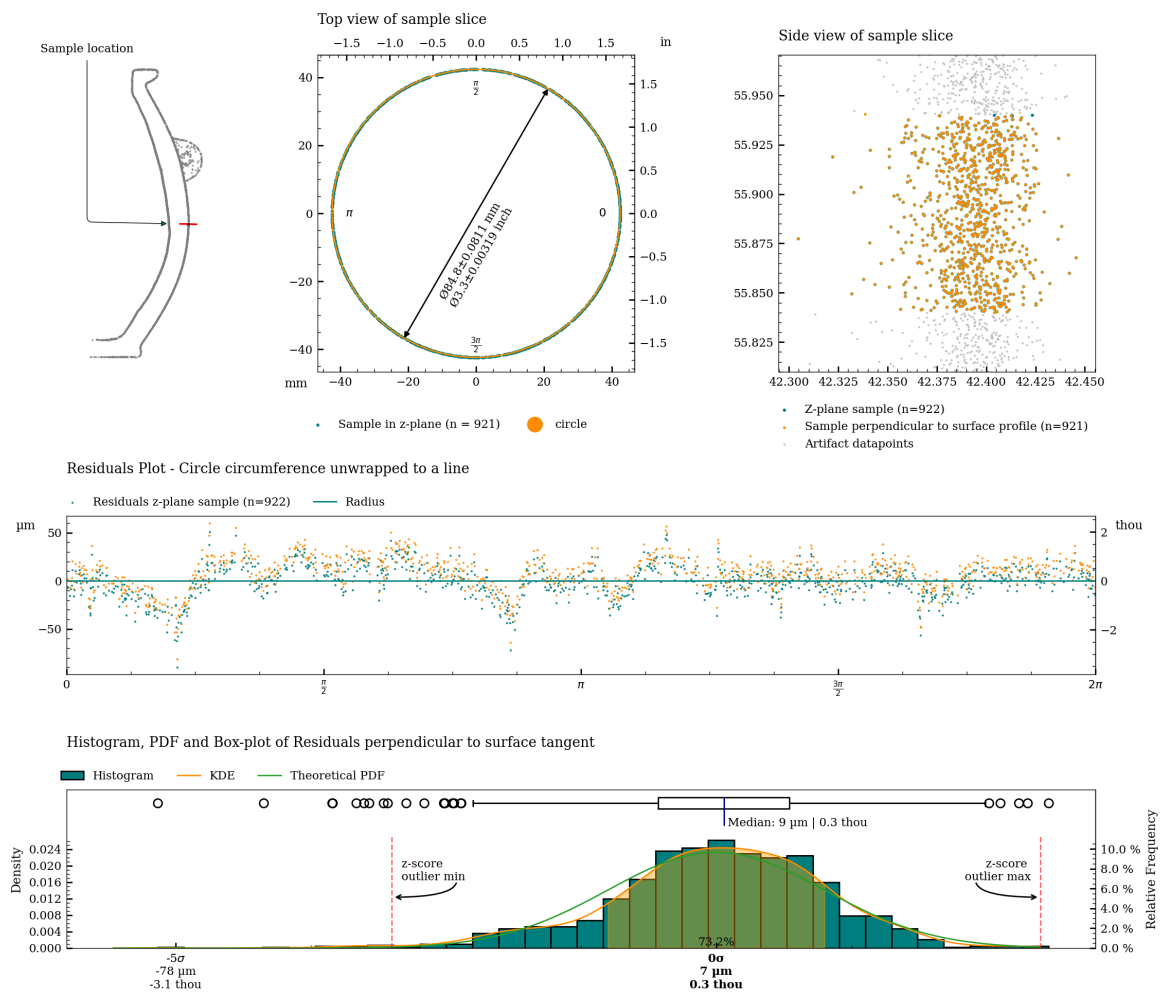 Top view of sample slice
Side view of sample slice
Sample location
−1.5 −1.0 −0.5 0.0 0.5 1.0 1.5 in
40
20
0
−20
−40
mm
−40 −20 0 20 40
1.5
1.0
0.5
0.0
−0.5
−1.0
−1.5
π/2
π
0
3π/2
Ø84.8±0.0811 mm
Ø3.3±0.00319 inch
Sample in z-plane (n = 921)
circle
55.950
55.925
55.900
55.875
55.850
55.825
42.300 42.325 42.350 42.375 42.400 42.425 42.450
Z-plane sample (n=922)
Sample perpendicular to surface profile (n=921)
Artifact datapoints
Residuals Plot - Circle circumference unwrapped to a line
Residuals z-plane sample (n=922)
Radius
µm
50
0
−50
thou
2
0
−2
0 π/2 π 3π/2 2π
Histogram, PDF and Box-plot of Residuals perpendicular to surface tangent
Histogram
KDE
Theoretical PDF
Median: 9 µm | 0.3 thou
Density
0.024
0.020
0.016
0.012
0.008
0.004
0.000
z-score
outlier min
z-score
outlier max
73.2%
10.0 %
8.0 %
6.0 %
4.0 %
2.0 %
0.0 %
Relative Frequency
-5σ
-78 µm
-3.1 thou
0σ
7 µm
0.3 thou